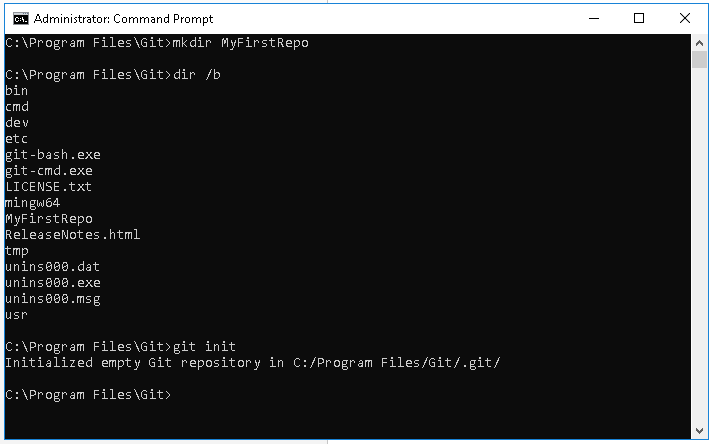 Administrator: Command Prompt
C:\Program Files\Git>mkdir MyFirstRepo
C:\Program Files\Git>dir /b
bin
cmd
dev
etc
git-bash.exe
git-cmd.exe
LICENSE.txt
mingw64
MyFirstRepo
ReleaseNotes.html
tmp
unins000.dat
unins000.exe
unins000.msg
usr
C:\Program Files\Git>git init
Initialized empty Git repository in C:/Program Files/Git/.git/
C:\Program Files\Git>